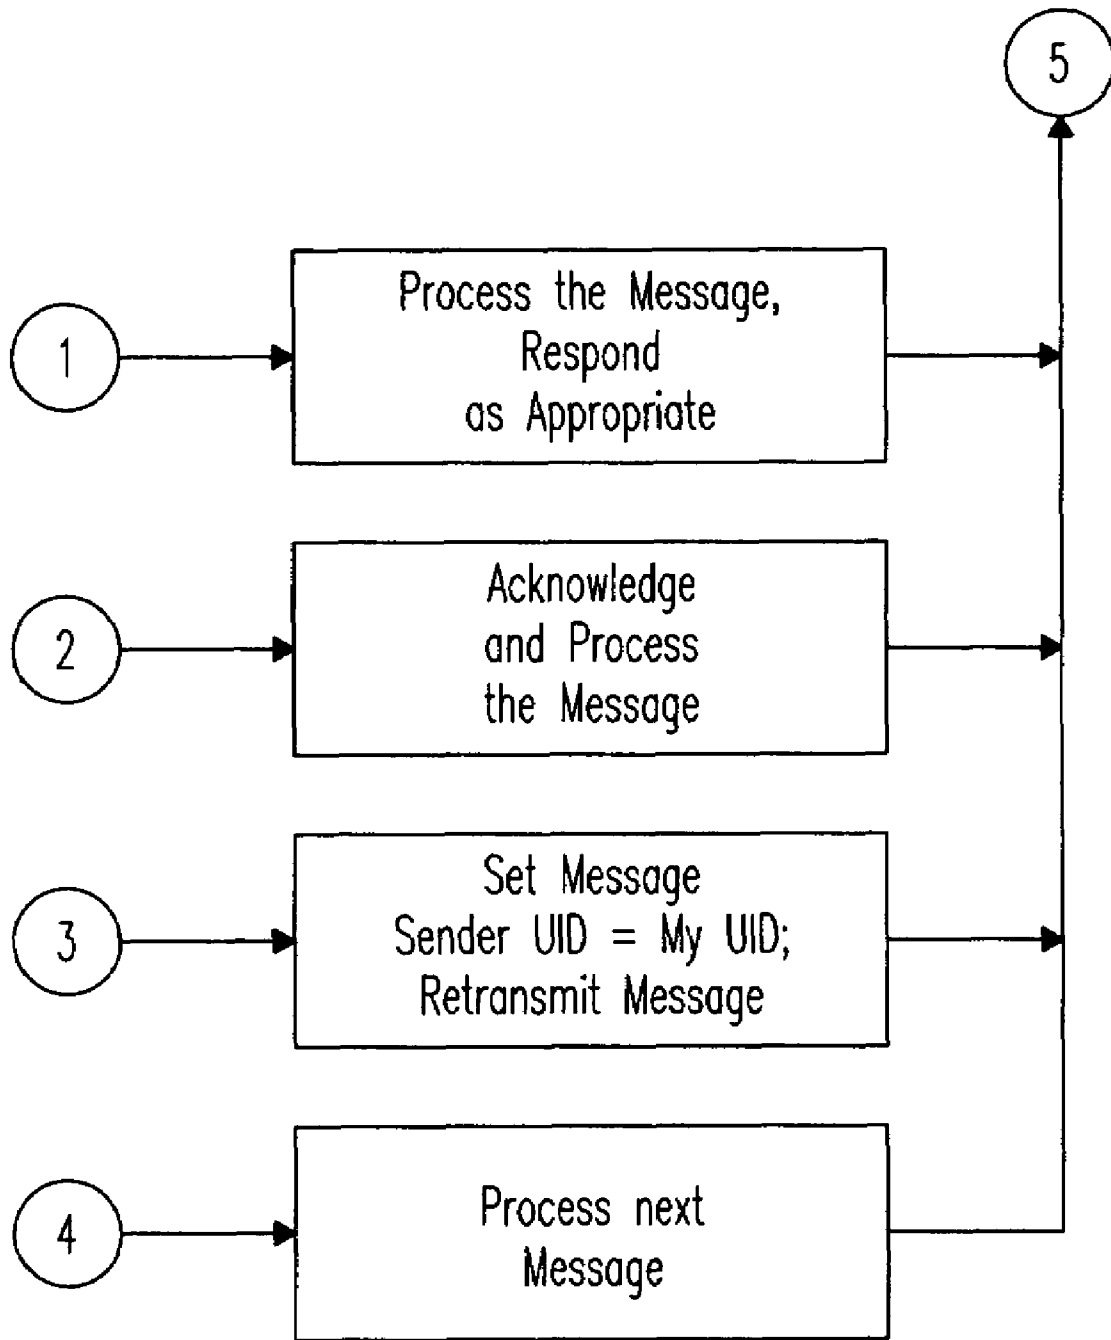 5
1
Process the Message,
Respond
as Appropriate
2
Acknowledge
and Process
the Message
3
Set Message
Sender UID = My UID;
Retransmit Message
4
Process next
Message